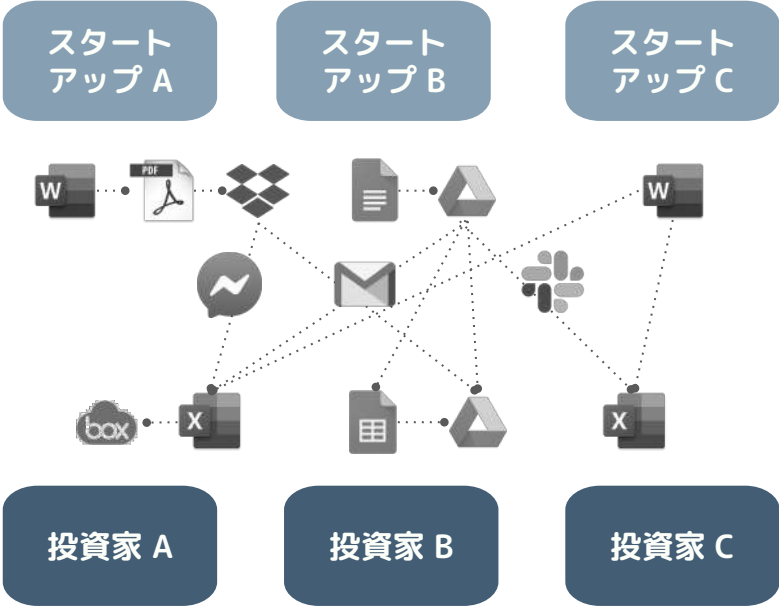 スタート
アップ A
スタート
アップ B
スタート
アップ C
W
PDF
W
box
X
X
投資家 A
投資家 B
投資家 C